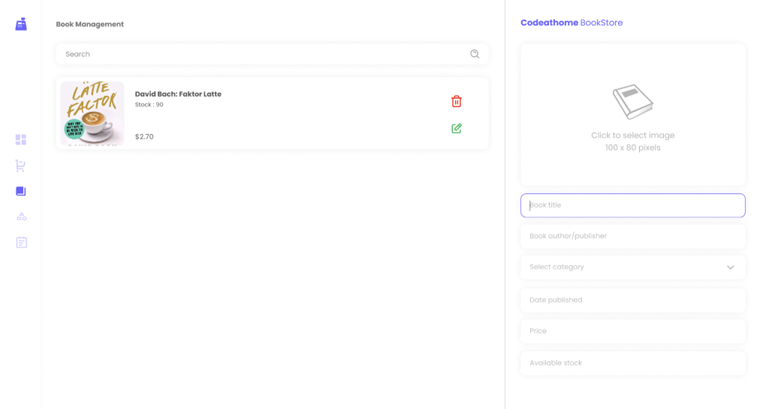 Book Management
Codeathome BookStore
Search
LATTE
FACTOR
David Bach: Faktor Latte
Stock : 90
$2.70
Click to select image
100 x 80 pixels
Book title
Book author/publisher
Select category
Date published
Price
Available stock